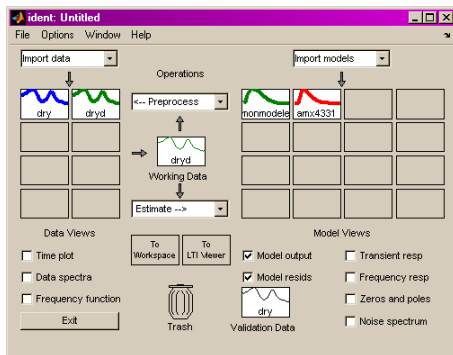 ident: Untitled
File Options Window Help
Import data
Operations
Import models
dry
dryd
<-- Preprocess
monmodele
amx4331
dryd
Working Data
Estimate -->
Data Views
To Workspace
To LTI Viewer
Model Views
Time plot
Model output
Transient resp
Data spectra
Model resids
Frequency resp
Frequency function
dry
Zeros and poles
Exit
Trash
Validation Data
Noise spectrum